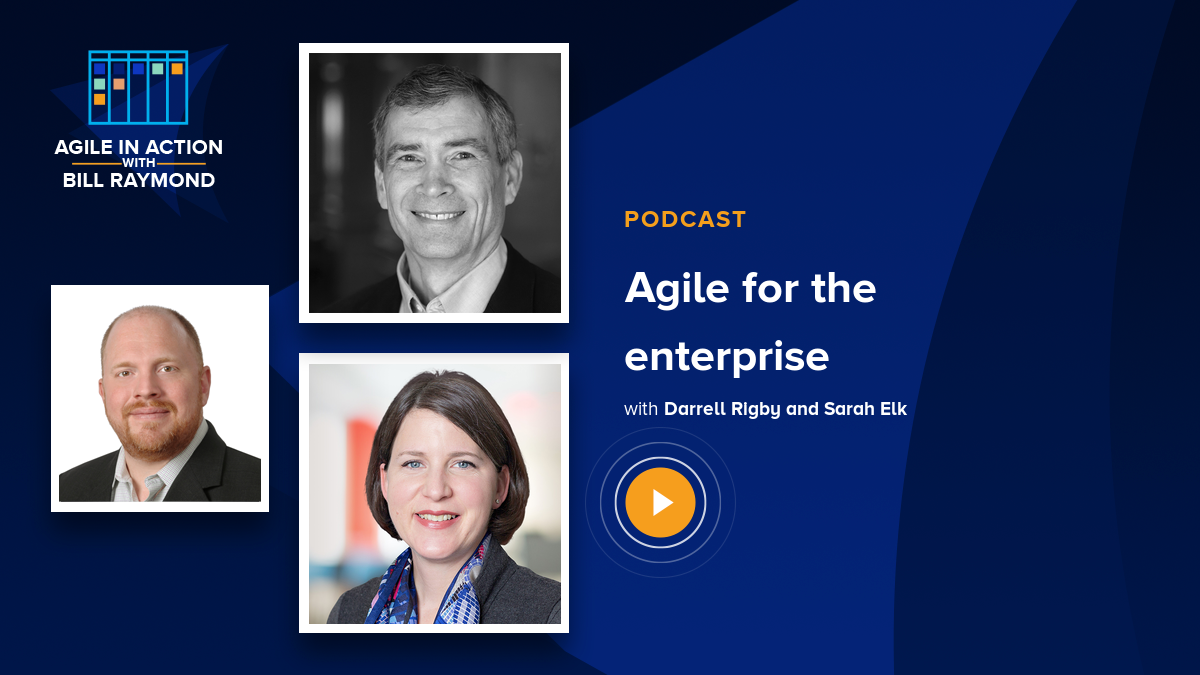 AGILE IN ACTION
WITH
BILL RAYMOND
PODCAST
Agile for the
enterprise
with Darrell Rigby and Sarah Elk